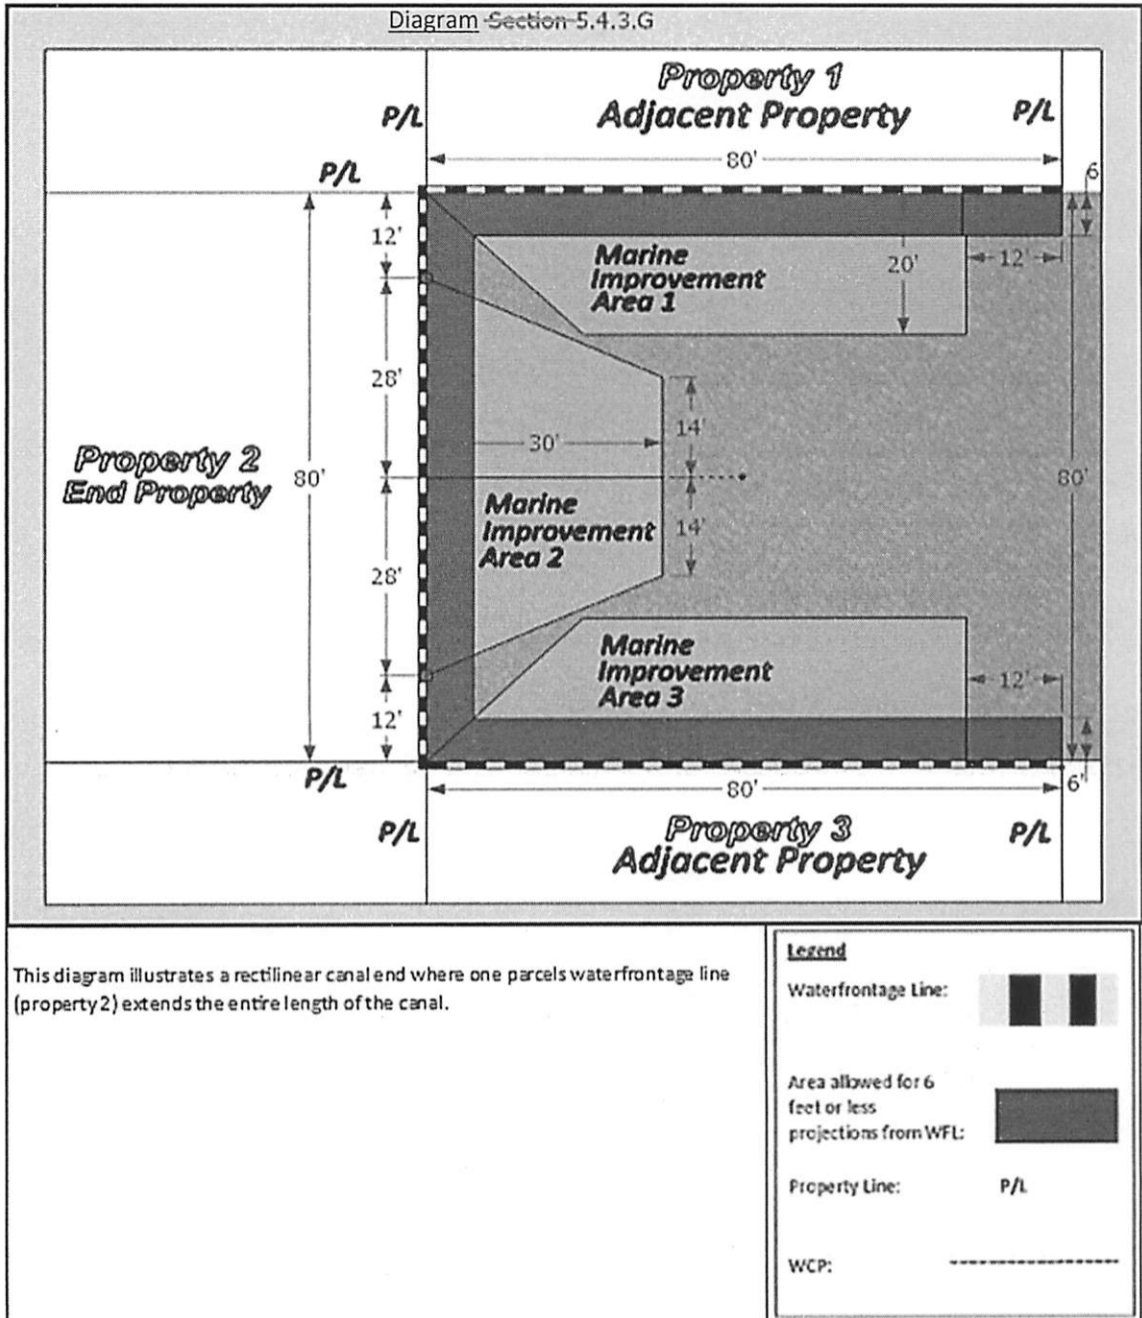 Diagram Section 5.4.3.G
Property 1
Adjacent Property
P/L
P/L
P/L
80'
6
12'
Marine
Improvement
Area 1
20'
12'
28'
14'
30'
Property 2
End Property
80'
80'
Marine
Improvement
Area 2
14'
28'
Marine
Improvement
Area 3
12'
12'
P/L
80'
6'
P/L
Property 3
Adjacent Property
P/L
This diagram illustrates a rectilinear canal end where one parcels waterfrontage line
(property 2) extends the entire length of the canal.
Legend
Waterfrontage Line:
Area allowed for 6
feet or less
projections from WFL:
Property Line:
P/L
WCP: